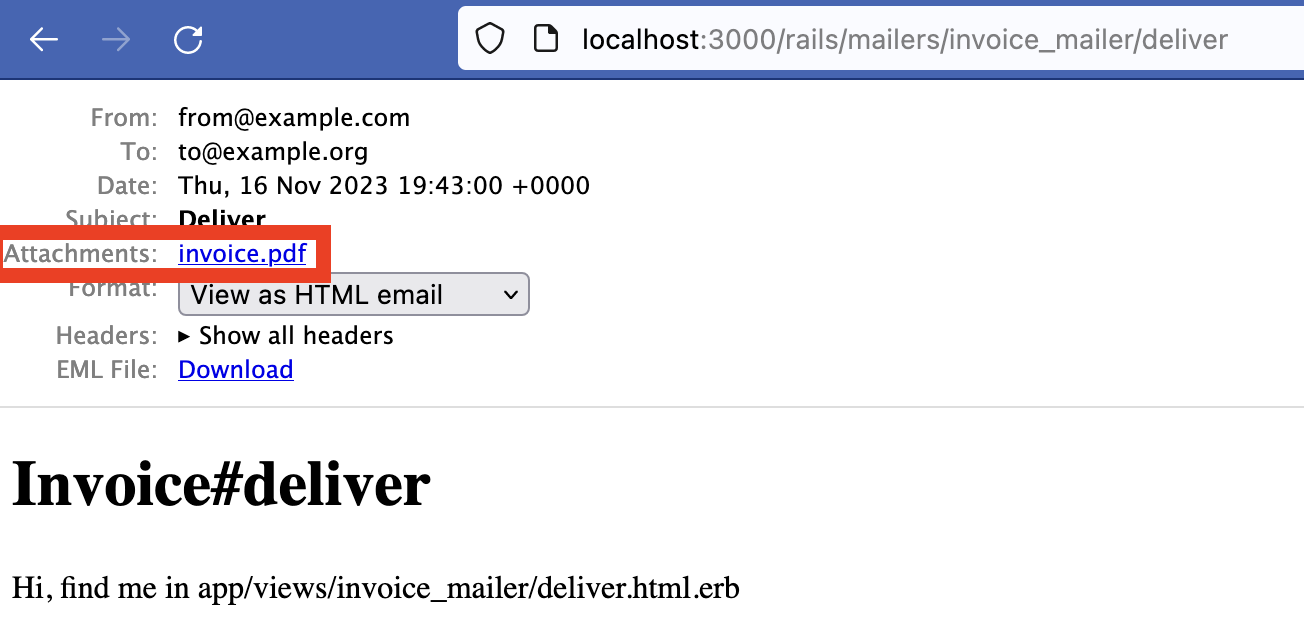 localhost:3000/rails/mailers/invoice_mailer/deliver
From: from@example.com
To: to@example.org
Date: Thu, 16 Nov 2023 19:43:00 +0000
Subject: Deliver
Attachments: invoice.pdf
Format: View as HTML email
Headers: ▸ Show all headers
EML File: Download
Invoice#deliver
Hi, find me in app/views/invoice_mailer/deliver.html.erb